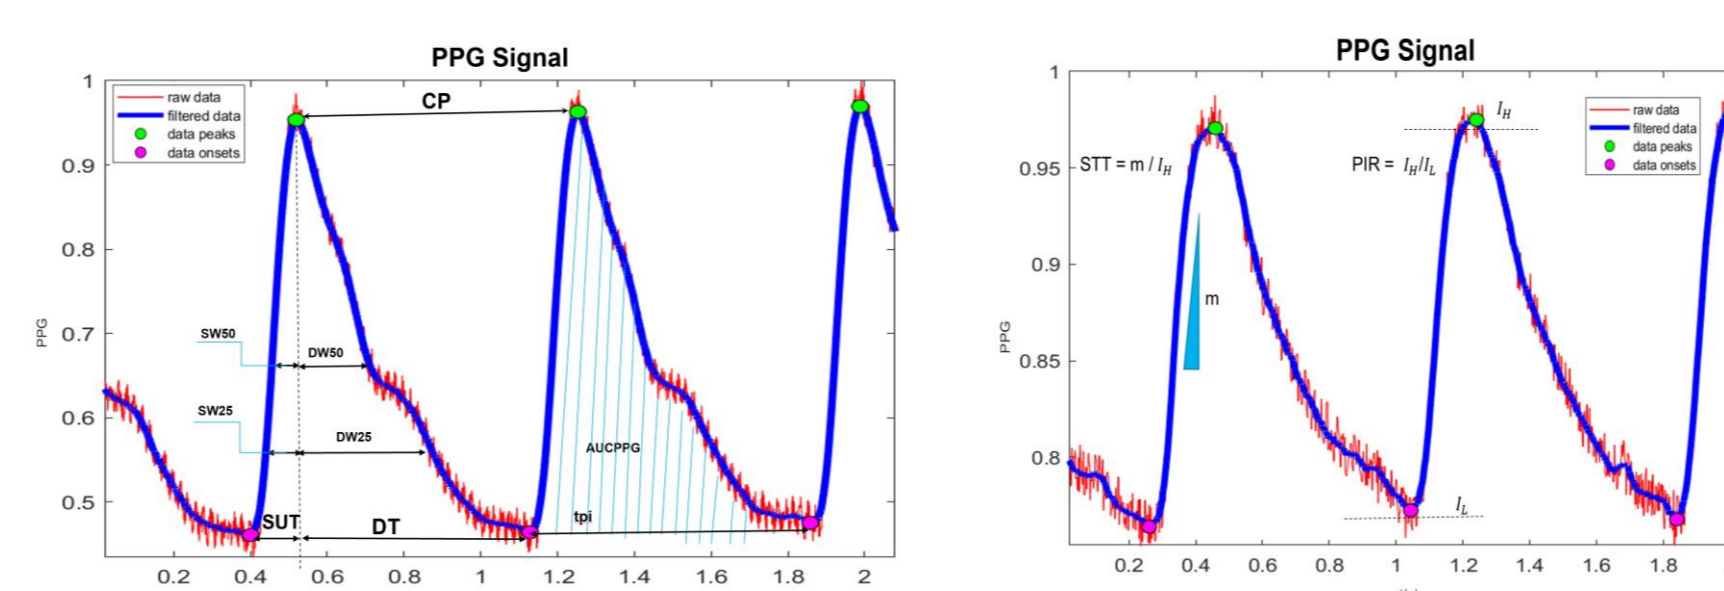 PPG Signal
1
0.9
0.8
0.7
0.6
0.5
PPG
raw data
filtered data
data peaks
data onsets
CP
SW50
DW50
SW25
DW25
AUCPPG
SUT
DT
tpi
0.2
0.4
0.6
0.8
1
1.2
1.4
1.6
1.8
2
PPG Signal
1
0.95
0.9
0.85
0.8
PPG
raw data
filtered data
data peaks
data onsets
I_H
STT = m / I_H
PIR = I_H/I_L
m
I_L
0.2
0.4
0.6
0.8
1
1.2
1.4
1.6
1.8